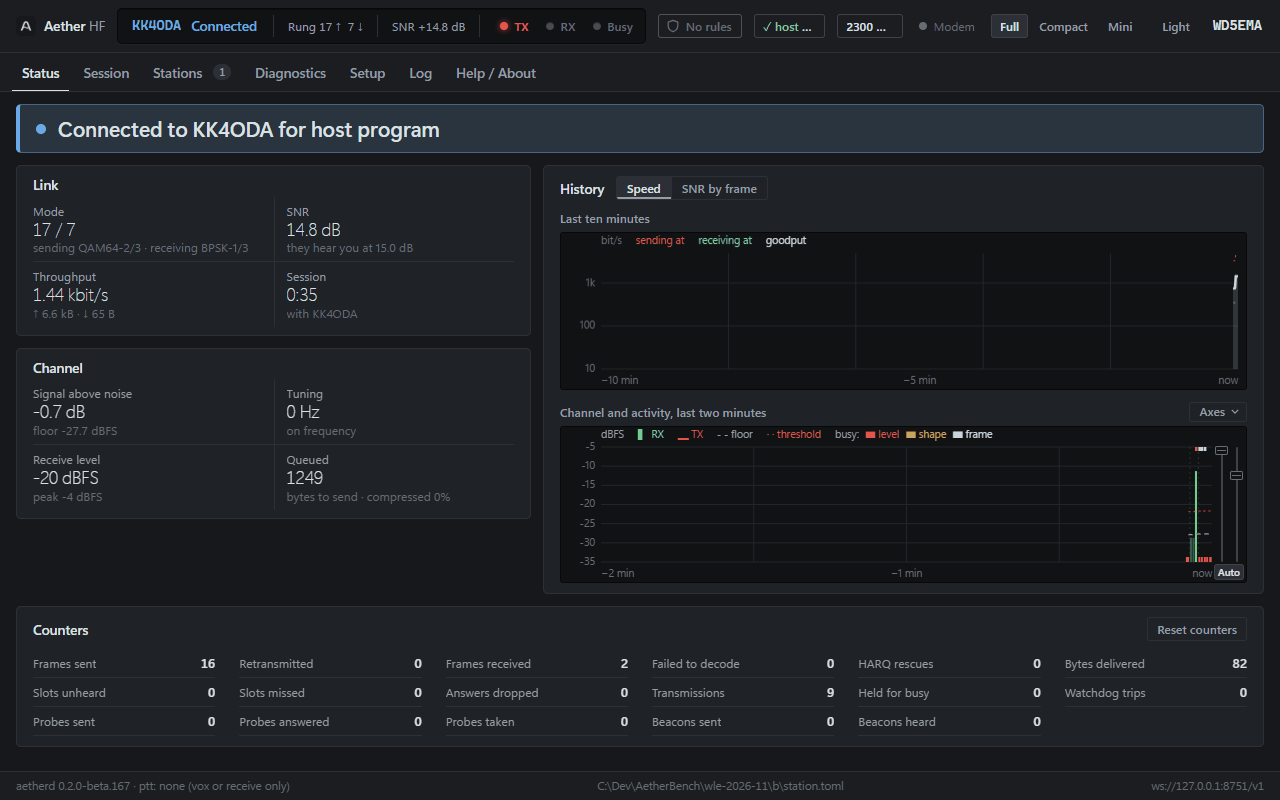 Aether HF KK4ODA Connected Rung 17 ↑ 7 ↓ SNR +14.8 dB TX RX Busy No rules ✓ host ... 2300 ... Modem Full Compact Mini Light WD5EMA
Status Session Stations 1 Diagnostics Setup Log Help / About
Connected to KK4ODA for host program
Link
Mode SNR
17 / 7 14.8 dB
sending QAM64-2/3 · receiving BPSK-1/3 they hear you at 15.0 dB
Throughput Session
1.44 kbit/s 0:35
↑ 6.6 kB · ↓ 65 B with KK4ODA
Channel
Signal above noise Tuning
-0.7 dB 0 Hz
floor -27.7 dBFS on frequency
Receive level Queued
-20 dBFS 1249
peak -4 dBFS bytes to send · compressed 0%
History Speed SNR by frame
Last ten minutes
bit/s sending at receiving at goodput
1k
100
10
−10 min −5 min now
Channel and activity, last two minutes Axes
dBFS RX TX floor threshold busy: level shape frame
-5
-10
-15
-20
-25
-30
-35
−2 min −1 min now Auto
Counters Reset counters
Frames sent 16 Retransmitted 0 Frames received 2 Failed to decode 0 HARQ rescues 0 Bytes delivered 82
Slots unheard 0 Slots missed 0 Answers dropped 0 Transmissions 9 Held for busy 0 Watchdog trips 0
Probes sent 0 Probes answered 0 Probes taken 0 Beacons sent 0 Beacons heard 0
aetherd 0.2.0-beta.167 · ptt: none (vox or receive only) C:\Dev\AetherBench\wle-2026-11\b\station.toml ws://127.0.0.1:8751/v1